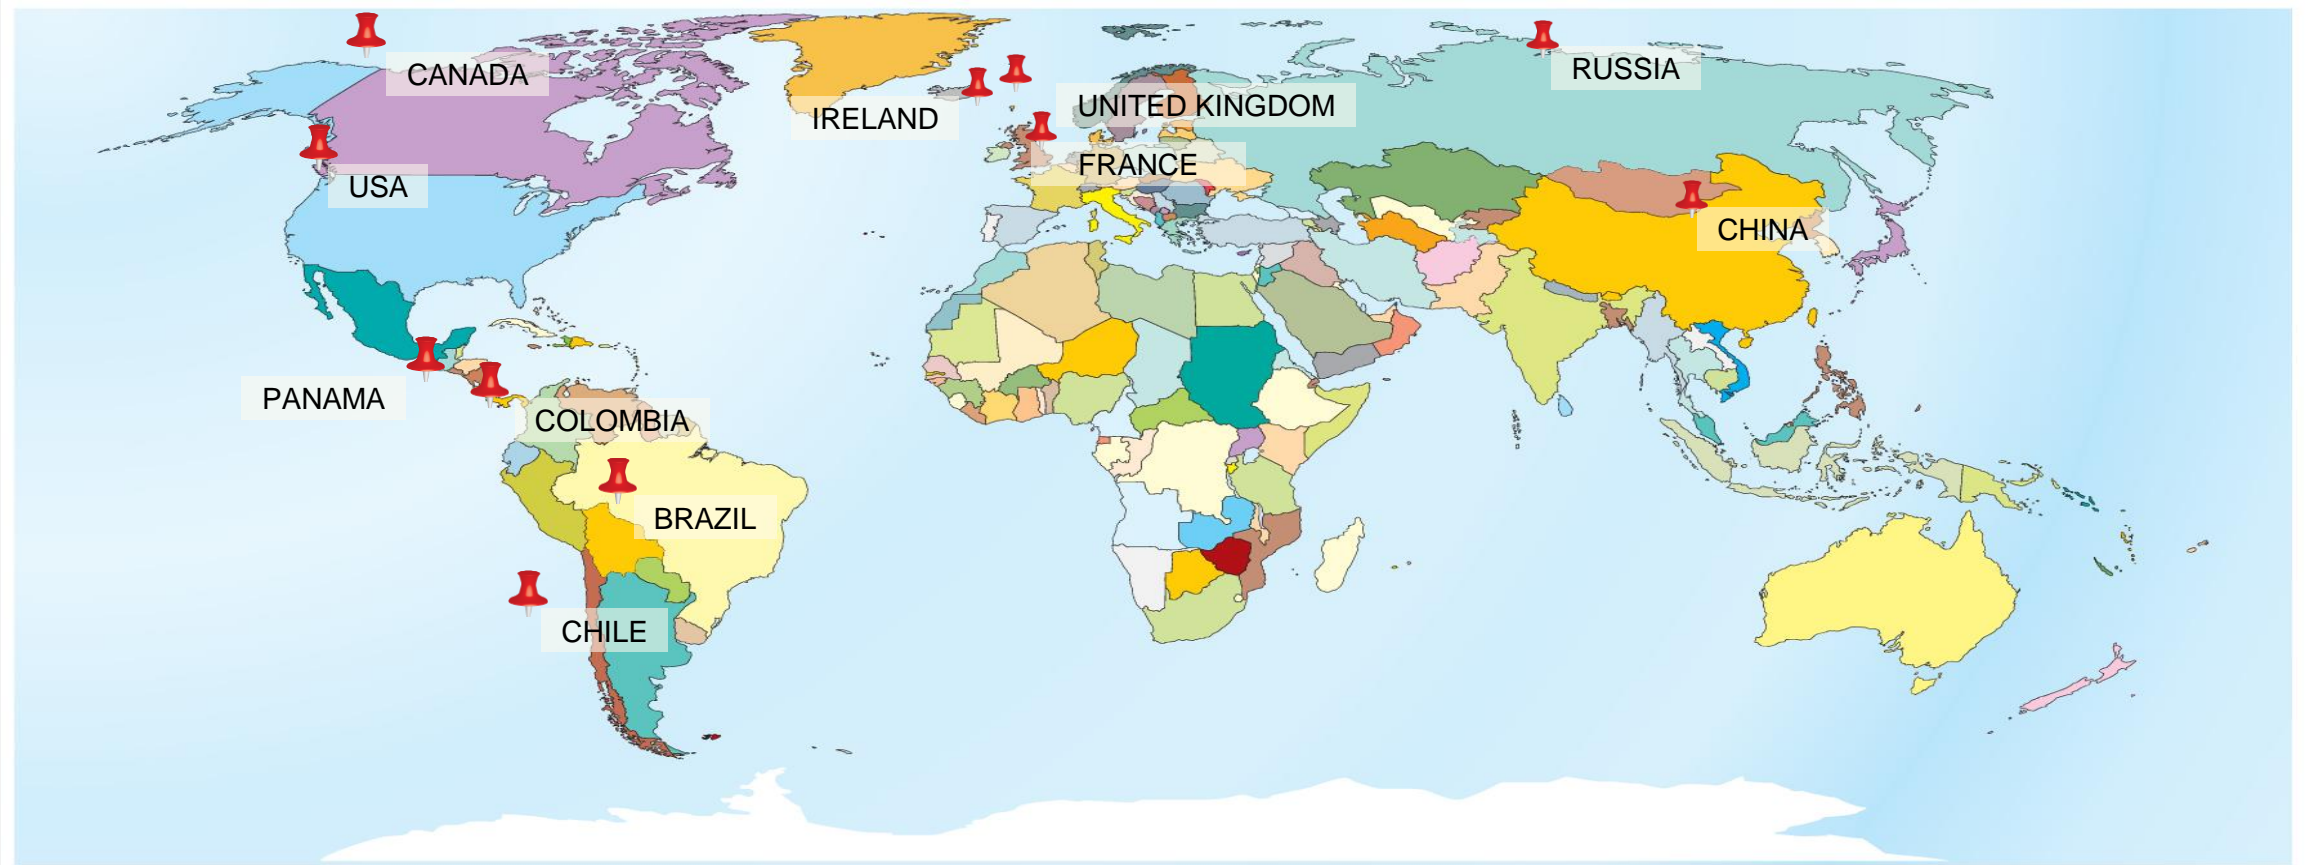 CANADA
RUSSIA
UNITED KINGDOM
IRELAND
FRANCE
USA
CHINA
PANAMA
COLOMBIA
BRAZIL
CHILE